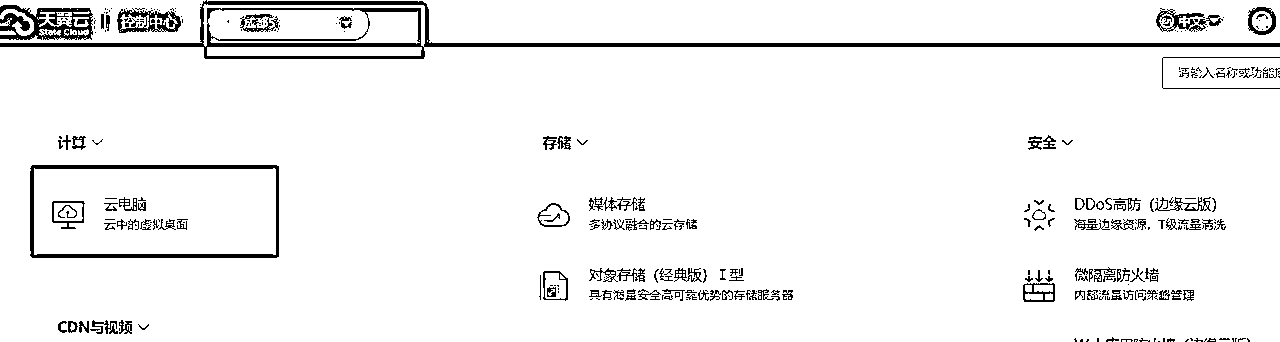 天翼云 控制中心 成都5 中文
State Cloud
请输入名称或功能
计算
存储
安全
云电脑
云中的虚拟桌面
媒体存储
多协议融合的云存储
DDoS高防（边缘云版）
海量边缘资源，T级流量清洗
对象存储（经典版）Ⅰ型
具有海量安全高可靠优势的存储服务器
微隔离防火墙
内部流量访问策略管理
CDN与视频